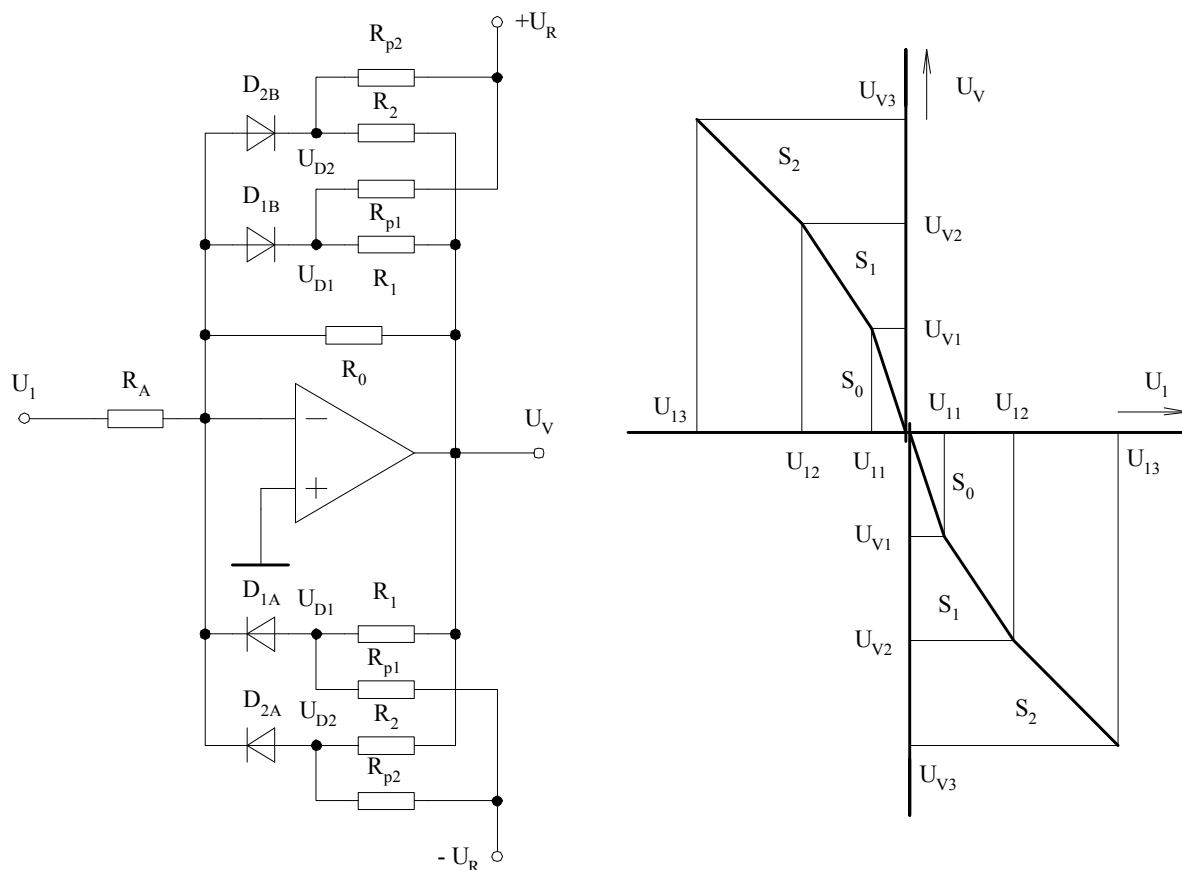 +U_R
R_p2
D_2B
R_2
U_D2
D_1B
R_p1
U_D1
R_1
R_0
U_1
R_A
U_V
D_1A
U_D1
R_1
R_p1
D_2A
U_D2
R_2
R_p2
- U_R
U_V3
U_V
S_2
U_V2
S_1
U_V1
S_0
U_1
U_13
U_11
U_12
U_12
U_11
U_13
S_0
U_V1
S_1
U_V2
S_2
U_V3